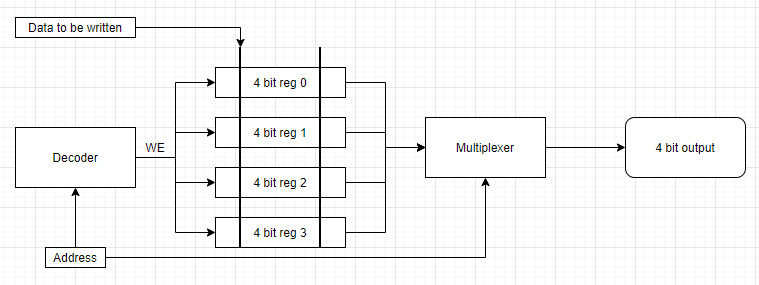 Data to be written
4 bit reg 0
4 bit reg 1
WE
Decoder
Multiplexer
4 bit output
4 bit reg 2
4 bit reg 3
Address